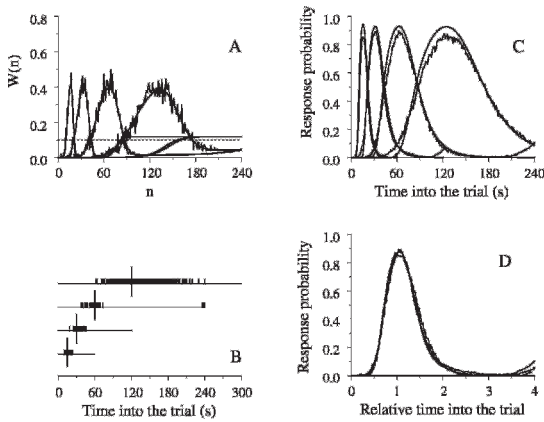 0.8
0.6
0.4
0.2
0.0
W(n)
A
0 60 120 180 240
n
1.0
0.8
0.6
0.4
0.2
0.0
Response probability
C
0 60 120 180 240
Time into the trial (s)
B
0 60 120 180 240 300
Time into the trial (s)
1.0
0.8
0.6
0.4
0.2
0.0
Response probability
D
0 1 2 3 4
Relative time into the trial